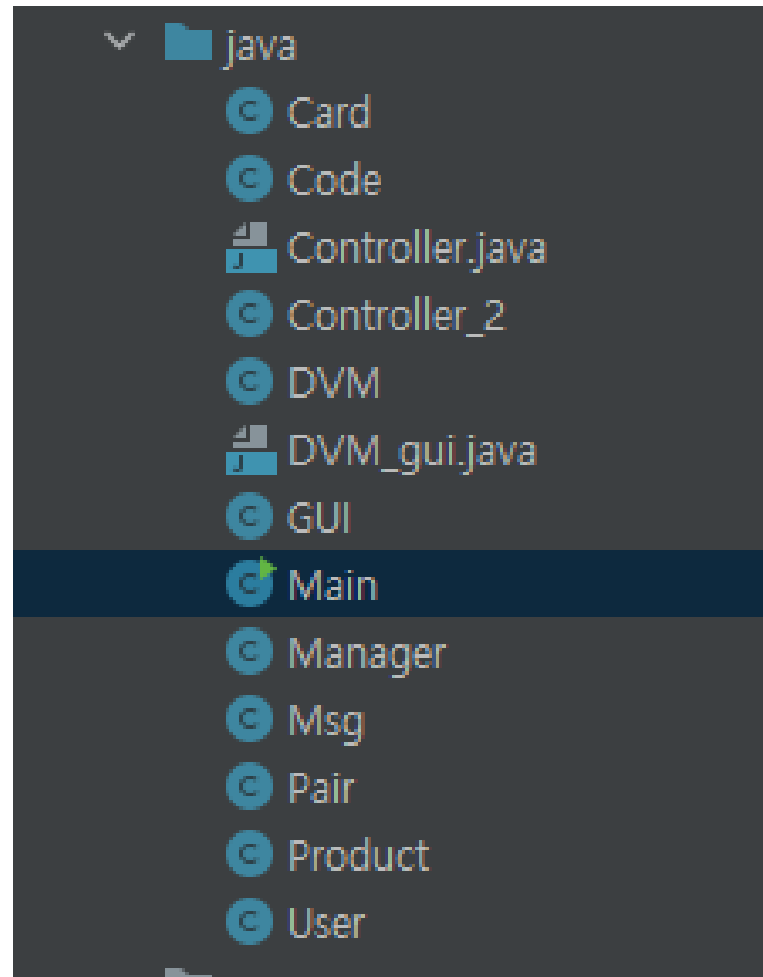 java
Card
Code
Controller.java
Controller_2
DVM
DVM_gui.java
GUI
Main
Manager
Msg
Pair
Product
User